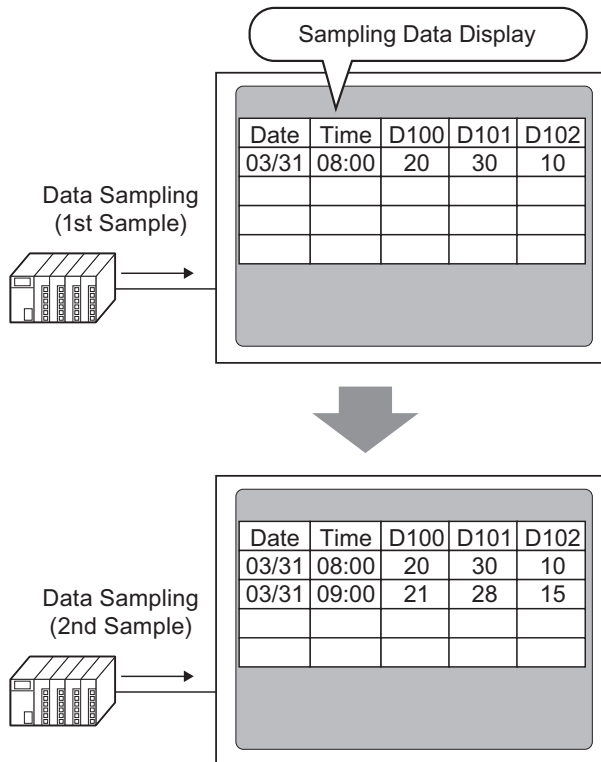 Sampling Data Display
Date Time D100 D101 D102
03/31 08:00 20 30 10
Data Sampling
(1st Sample)
Date Time D100 D101 D102
03/31 08:00 20 30 10
03/31 09:00 21 28 15
Data Sampling
(2nd Sample)